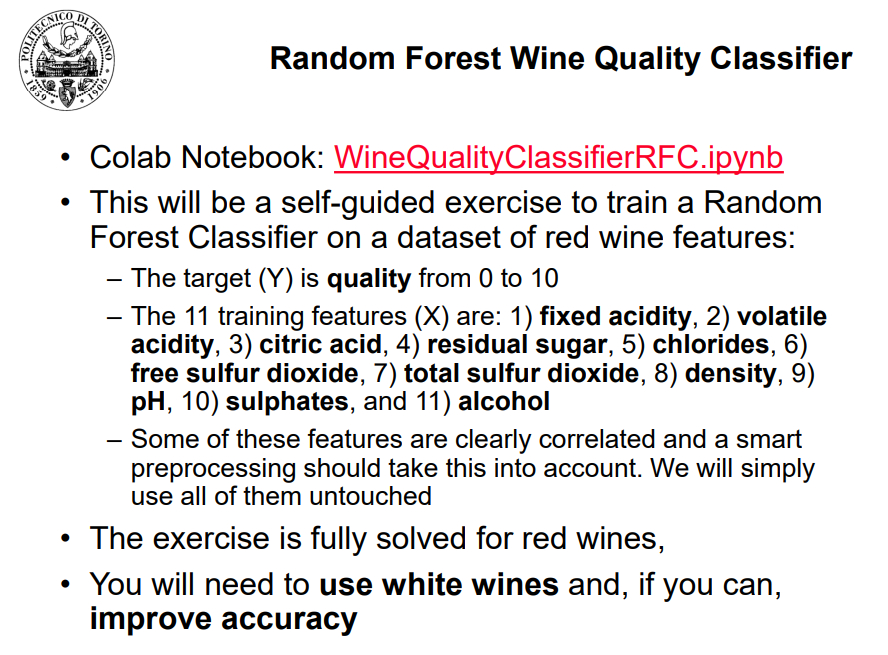 POLITECNICO DI TORINO
1859 1906
Random Forest Wine Quality Classifier
• Colab Notebook: WineQualityClassifierRFC.ipynb
• This will be a self-guided exercise to train a Random
Forest Classifier on a dataset of red wine features:
– The target (Y) is quality from 0 to 10
– The 11 training features (X) are: 1) fixed acidity, 2) volatile
acidity, 3) citric acid, 4) residual sugar, 5) chlorides, 6)
free sulfur dioxide, 7) total sulfur dioxide, 8) density, 9)
pH, 10) sulphates, and 11) alcohol
– Some of these features are clearly correlated and a smart
preprocessing should take this into account. We will simply
use all of them untouched
• The exercise is fully solved for red wines,
• You will need to use white wines and, if you can,
improve accuracy